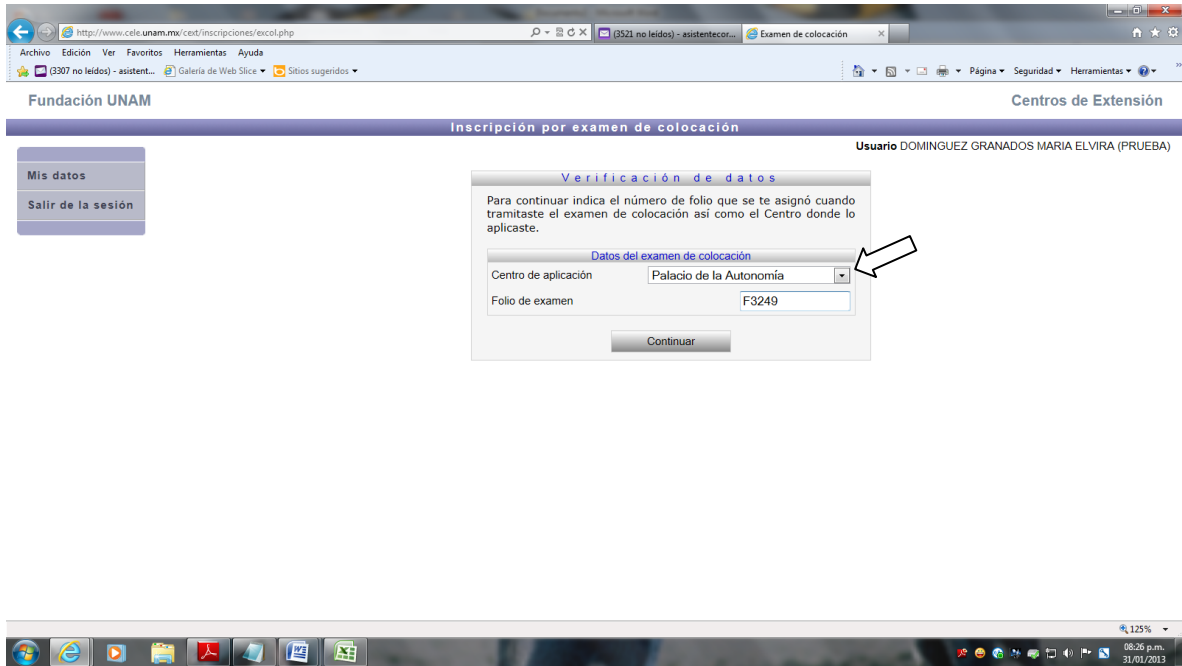 http://www.cele.unam.mx/cext/inscripciones/excol.php
(3521 no leídos) - asistentecor...
Examen de colocación
Archivo Edición Ver Favoritos Herramientas Ayuda
(3307 no leídos) - asistent... Galería de Web Slice Sitios sugeridos
Página Seguridad Herramientas
Fundación UNAM
Centros de Extensión
Inscripción por examen de colocación
Usuario DOMINGUEZ GRANADOS MARIA ELVIRA (PRUEBA)
Mis datos
Salir de la sesión
Verificación de datos
Para continuar indica el número de folio que se te asignó cuando
tramitaste el examen de colocación así como el Centro donde lo
aplicaste.
Datos del examen de colocación
Centro de aplicación Palacio de la Autonomía
Folio de examen F3249
Continuar
125%
08:26 p.m.
31/01/2013